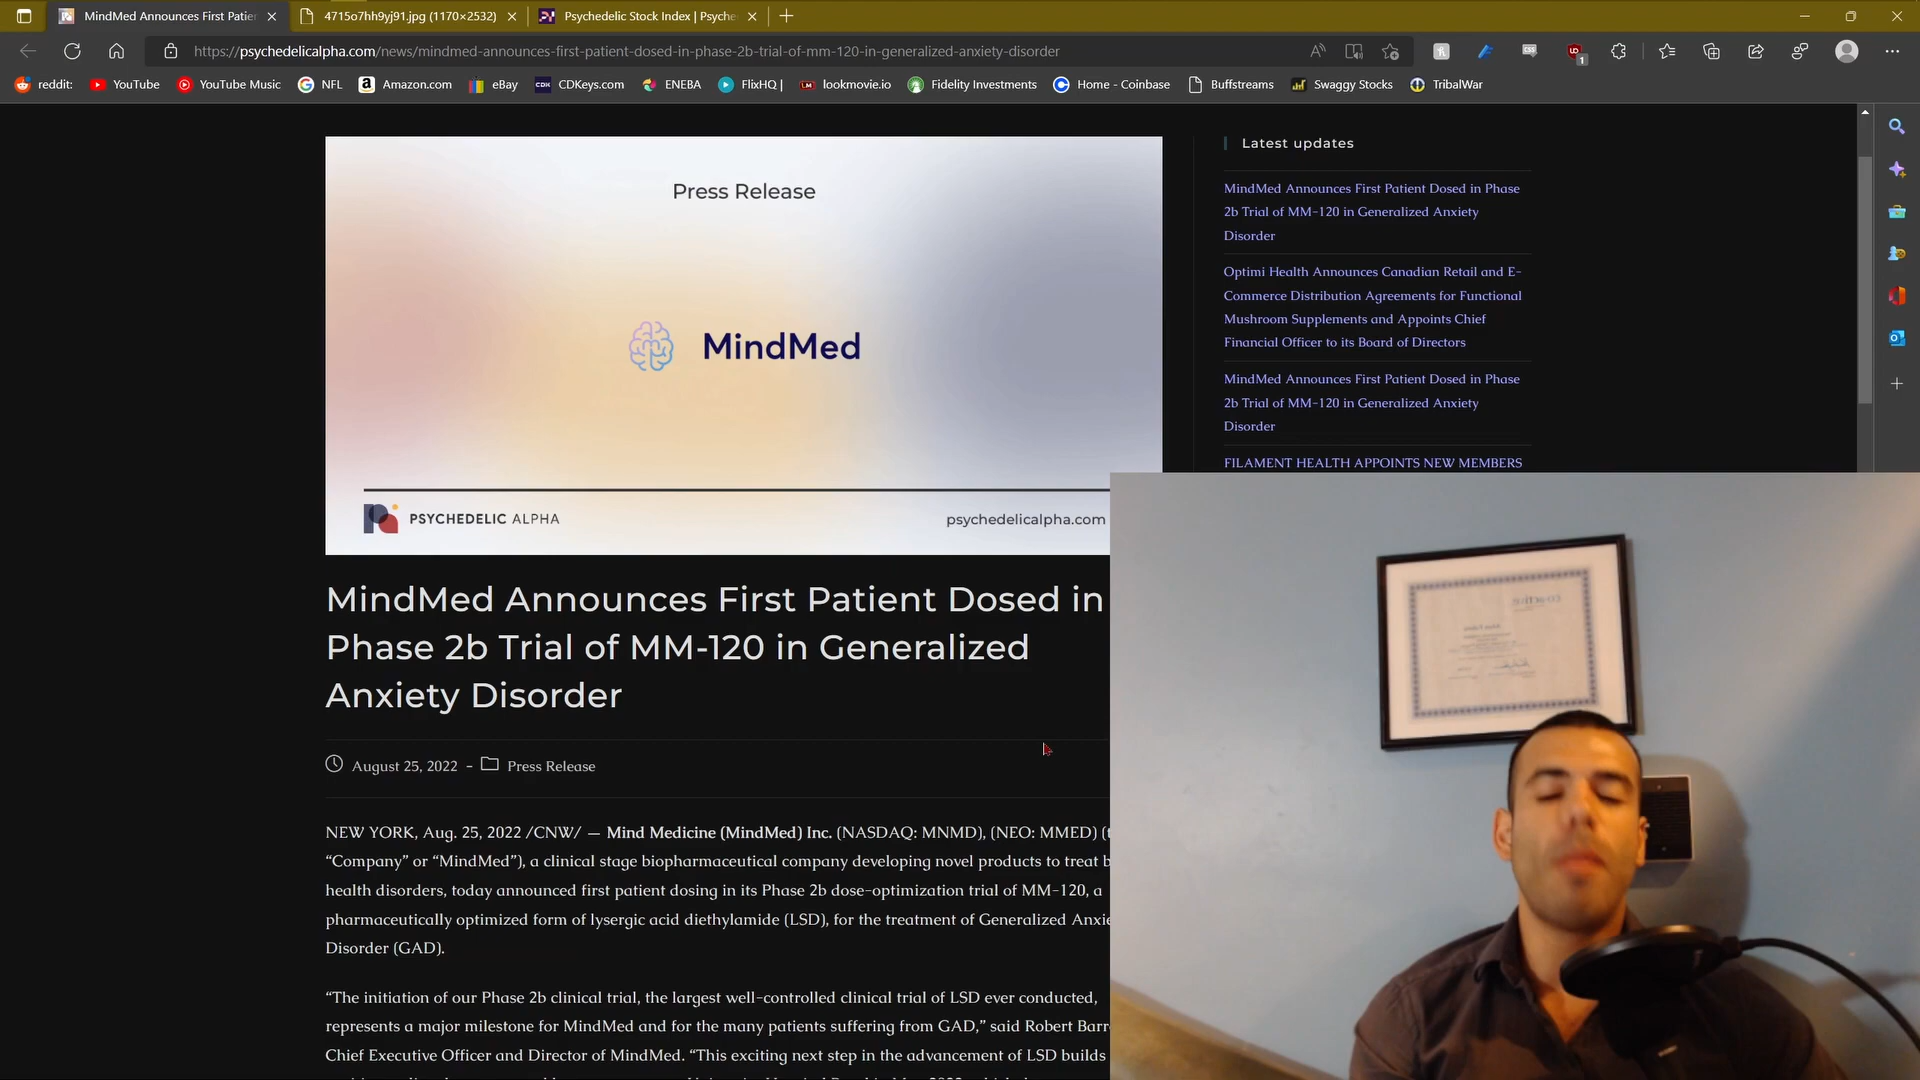 MindMed Announces First Patie
4715o7hh9yj91.jpg (1170×2532)
Psychedelic Stock Index | Psyche
https://psychedelicalpha.com/news/mindmed-announces-first-patient-dosed-in-phase-2b-trial-of-mm-120-in-generalized-anxiety-disorder
reddit:
YouTube
YouTube Music
NFL
Amazon.com
eBay
CDKeys.com
ENEBA
FlixHQ |
lookmovie.io
Fidelity Investments
Home - Coinbase
Buffstreams
Swaggy Stocks
TribalWar
Press Release
MindMed
PSYCHEDELIC ALPHA
psychedelicalpha.com
Latest updates
MindMed Announces First Patient Dosed in Phase
2b Trial of MM-120 in Generalized Anxiety
Disorder
Optimi Health Announces Canadian Retail and E-
Commerce Distribution Agreements for Functional
Mushroom Supplements and Appoints Chief
Financial Officer to its Board of Directors
MindMed Announces First Patient Dosed in Phase
2b Trial of MM-120 in Generalized Anxiety
Disorder
FILAMENT HEALTH APPOINTS NEW MEMBERS
MindMed Announces First Patient Dosed in
Phase 2b Trial of MM-120 in Generalized
Anxiety Disorder
August 25, 2022 - Press Release
NEW YORK, Aug. 25, 2022 /CNW/ — Mind Medicine (MindMed) Inc. (NASDAQ: MNMD), (NEO: MMED) (t
“Company” or “MindMed”), a clinical stage biopharmaceutical company developing novel products to treat b
health disorders, today announced first patient dosing in its Phase 2b dose-optimization trial of MM-120, a
pharmaceutically optimized form of lysergic acid diethylamide (LSD), for the treatment of Generalized Anxie
Disorder (GAD).
“The initiation of our Phase 2b clinical trial, the largest well-controlled clinical trial of LSD ever conducted,
represents a major milestone for MindMed and for the many patients suffering from GAD,” said Robert Barr
Chief Executive Officer and Director of MindMed. “This exciting next step in the advancement of LSD builds